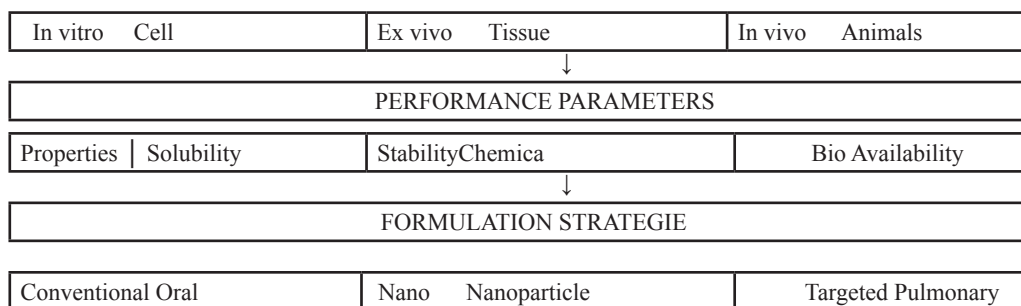 In vitro Cell Ex vivo Tissue In vivo Animals
↓
PERFORMANCE PARAMETERS
Properties | Solubility StabilityChemica Bio Availability
↓
FORMULATION STRATEGIE
Conventional Oral Nano Nanoparticle Targeted Pulmonary